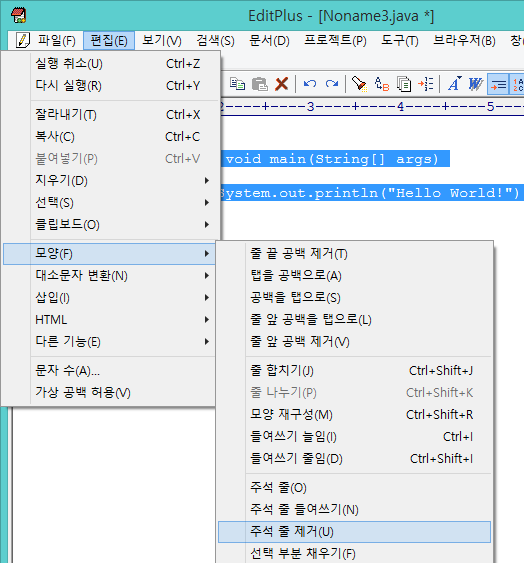 EditPlus - [Noname3.java *]
파일(F) 편집(E) 보기(V) 검색(S) 문서(D) 프로젝트(P) 도구(T) 브라우저(B) 창
실행 취소(U) Ctrl+Z
다시 실행(R) Ctrl+Y
잘라내기(T) Ctrl+X
복사(C) Ctrl+C
붙여넣기(P) Ctrl+V
지우기(D)
선택(S)
클립보드(O)
모양(F)
대소문자 변환(N)
삽입(I)
HTML
다른 기능(E)
문자 수(A)...
가상 공백 허용(V)
2----+----3----+----4----+----5----
void main(String[] args)
System.out.println("Hello World!")
줄 끝 공백 제거(T)
탭을 공백으로(A)
공백을 탭으로(S)
줄 앞 공백을 탭으로(L)
줄 앞 공백 제거(V)
줄 합치기(J) Ctrl+Shift+J
줄 나누기(P) Ctrl+Shift+K
모양 재구성(M) Ctrl+Shift+R
들여쓰기 늘임(I) Ctrl+I
들여쓰기 줄임(D) Ctrl+Shift+I
주석 줄(O)
주석 줄 들여쓰기(N)
주석 줄 제거(U)
선택 부분 채우기(F)